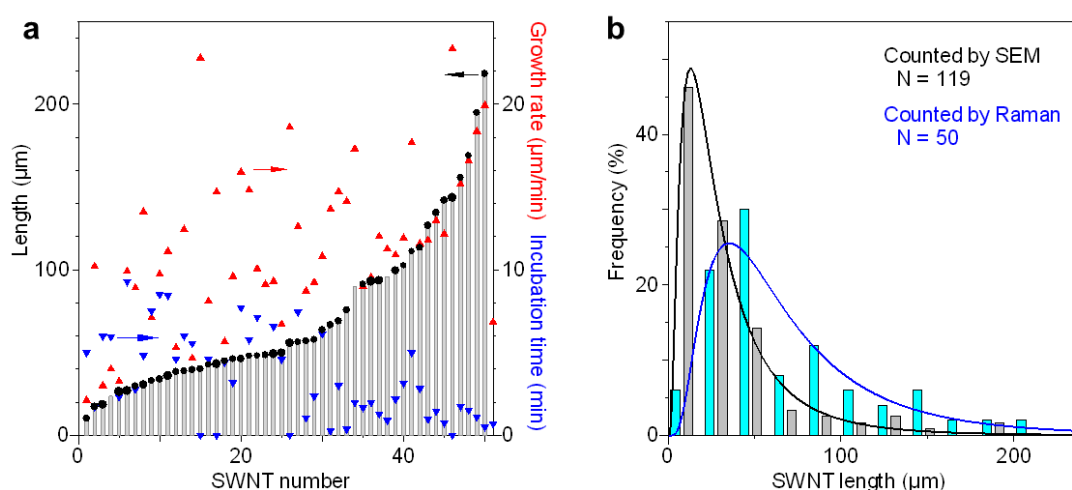 a
Length (μm)
200
100
0
0
20
40
SWNT number
20
10
0
Growth rate (μm/min)
Incubation time (min)
b
Counted by SEM
N = 119
Counted by Raman
N = 50
Frequency (%)
40
20
0
0
100
200
SWNT length (μm)